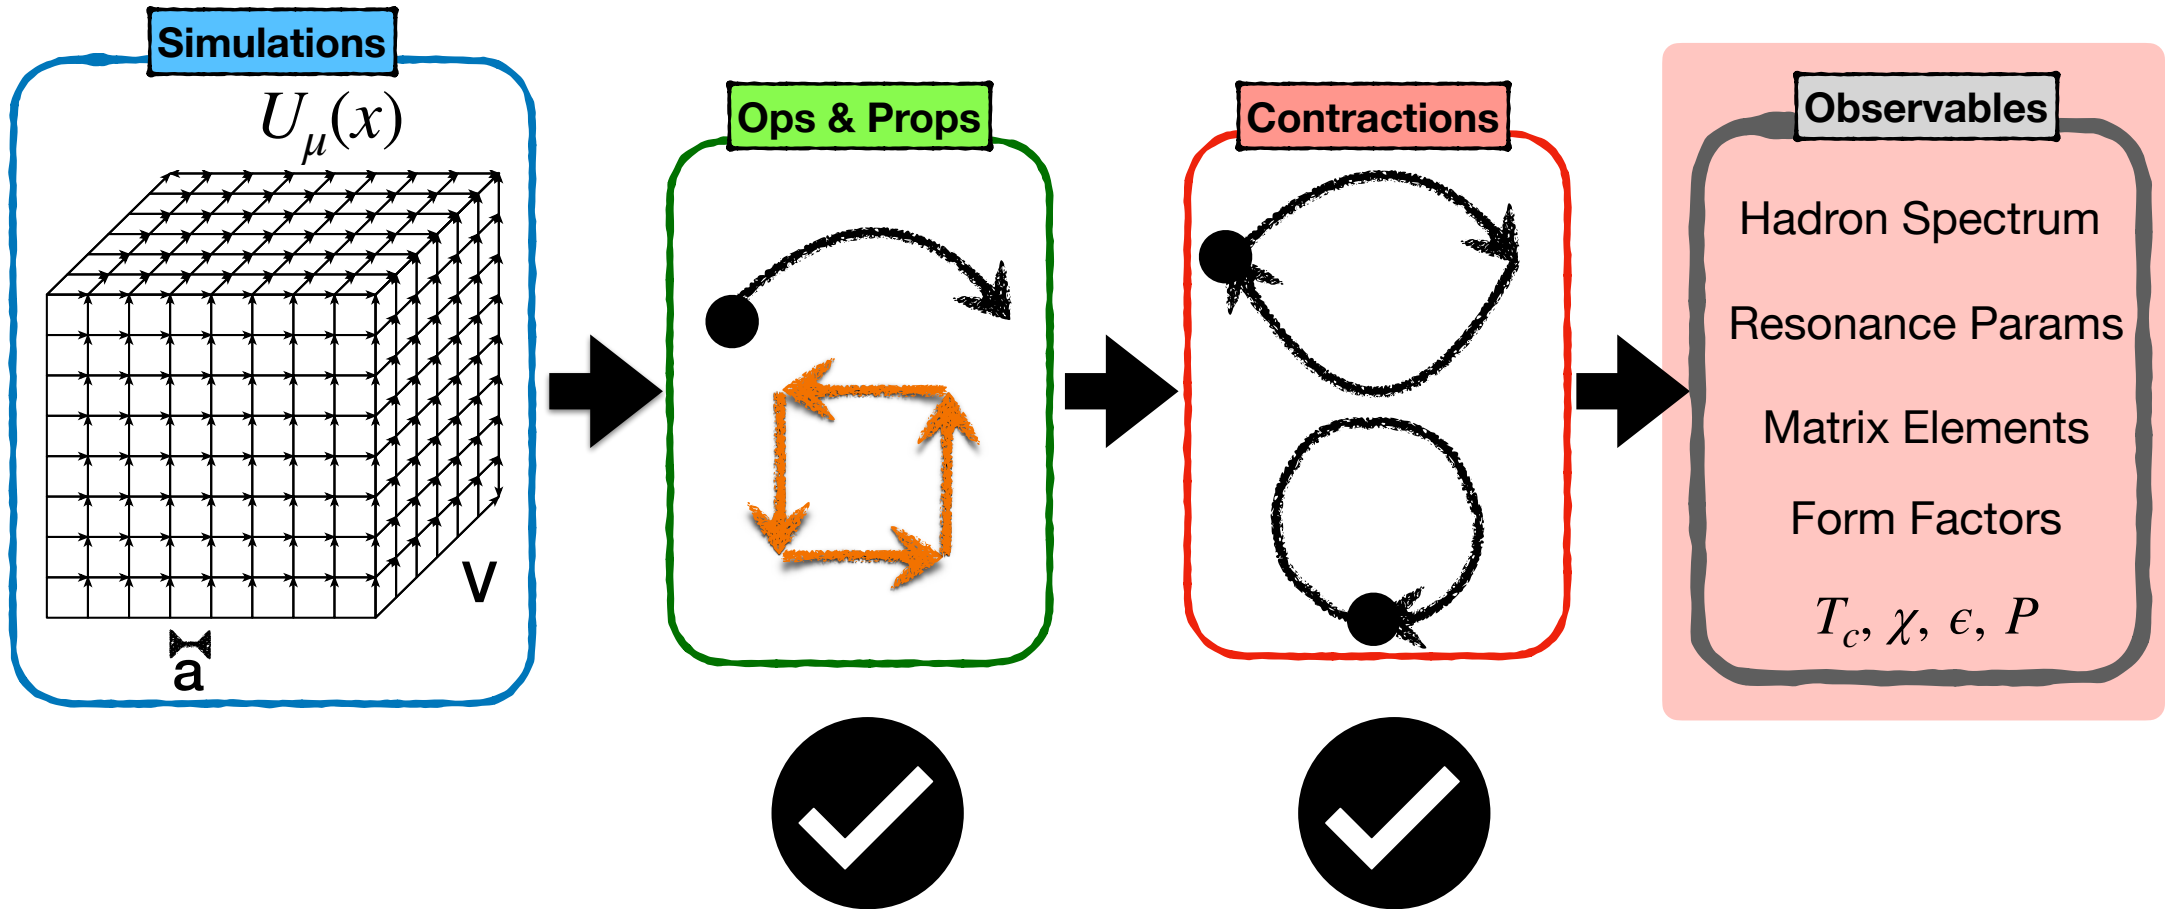 Simulations
U_μ(x)
V
a
Ops & Props
Contractions
Observables
Hadron Spectrum
Resonance Params
Matrix Elements
Form Factors
T_c, χ, ϵ, P